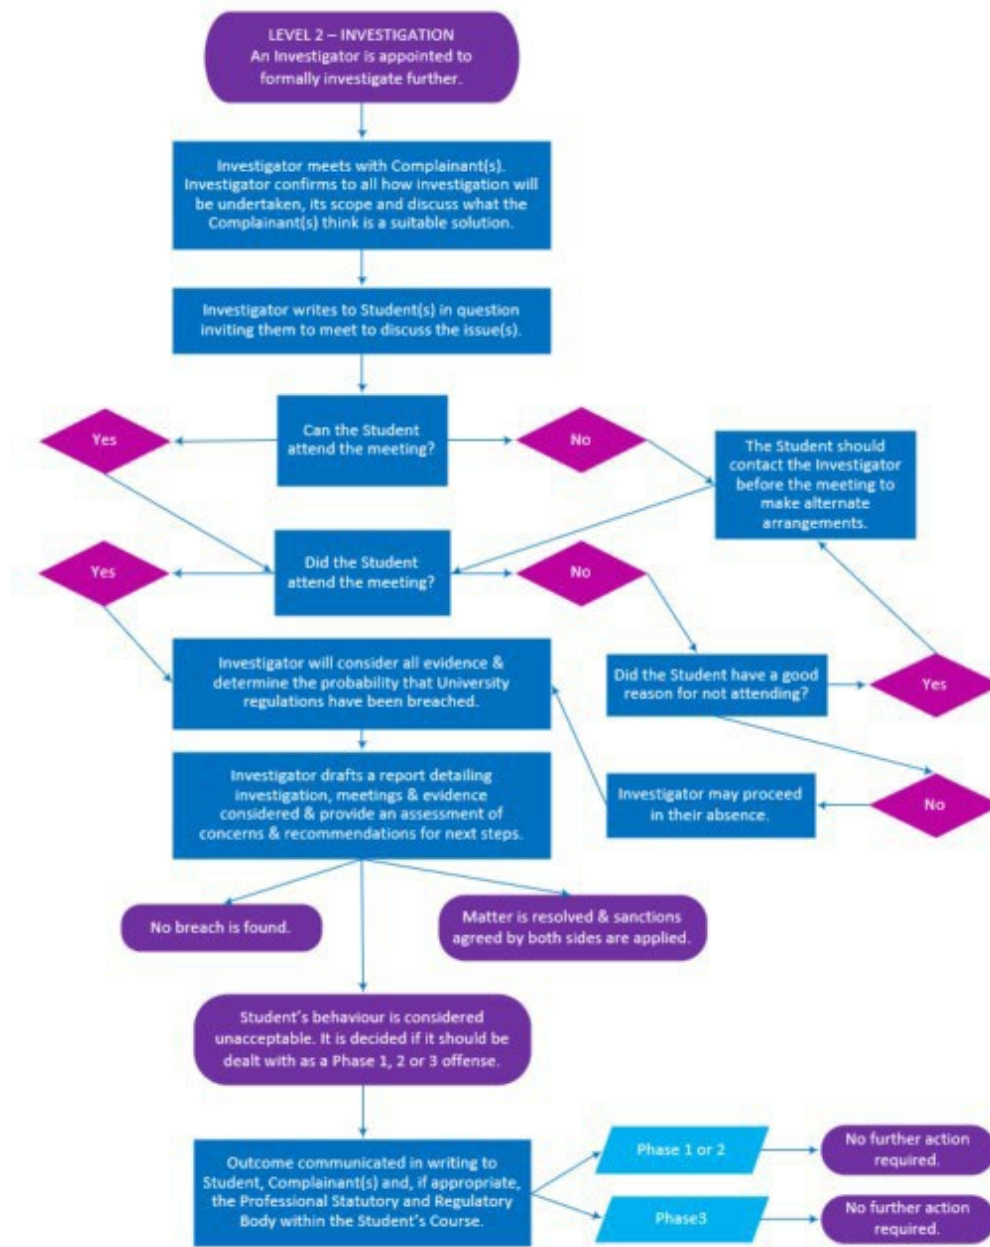 LEVEL 2 – INVESTIGATION
An Investigator is appointed to
formally investigate further.
Investigator meets with Complainant(s).
Investigator confirms to all how investigation will
be undertaken, its scope and discuss what the
Complainant(s) think is a suitable solution.
Investigator writes to Student(s) in question
inviting them to meet to discuss the issue(s).
Yes
Can the Student
attend the meeting?
No
The Student should
contact the Investigator
before the meeting to
make alternate
arrangements.
Yes
Did the Student
attend the meeting?
No
Investigator will consider all evidence &
determine the probability that University
regulations have been breached.
Did the Student have a good
reason for not attending?
Yes
Investigator drafts a report detailing
investigation, meetings & evidence
considered & provide an assessment of
concerns & recommendations for next steps.
Investigator may proceed
in their absence.
No
No breach is found.
Matter is resolved & sanctions
agreed by both sides are applied.
Student's behaviour is considered
unacceptable. It is decided if it should be
dealt with as a Phase 1, 2 or 3 offense.
Outcome communicated in writing to
Student, Complainant(s) and, if appropriate,
the Professional Statutory and Regulatory
Body within the Student's Course.
Phase 1 or 2
No further action
required.
Phase3
No further action
required.